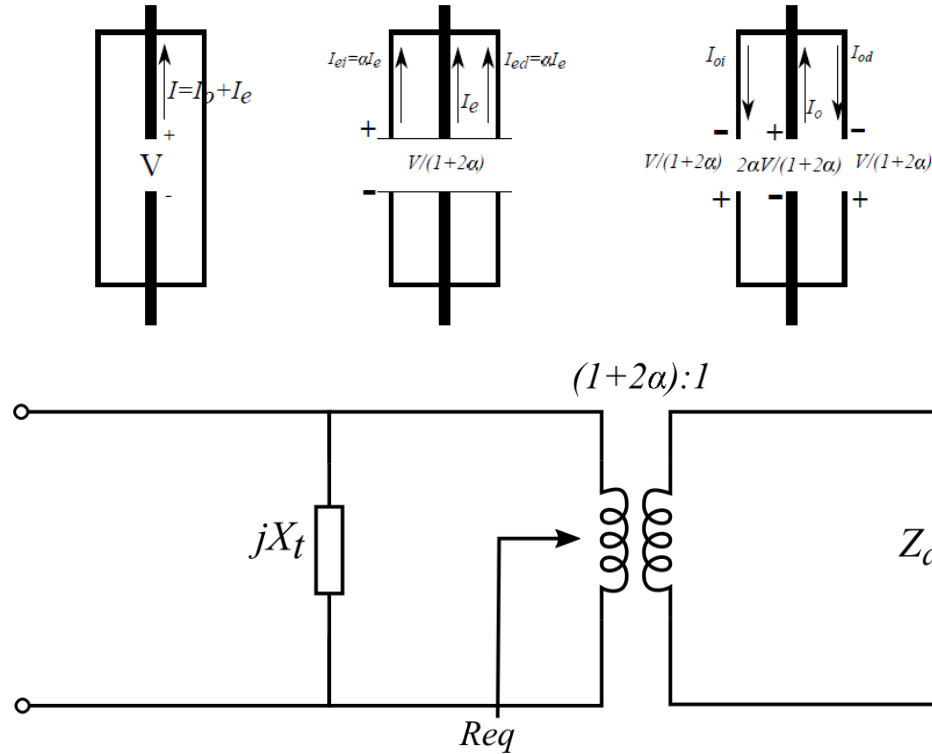 I=Io+Ie
+
V
-
Iei=αIe
Ied=αIe
Ie
+
V/(1+2α)
-
Ioi
Iod
Io
- + -
V/(1+2α) 2αV/(1+2α) V/(1+2α)
+ - +
(1+2α):1
jXt
Req